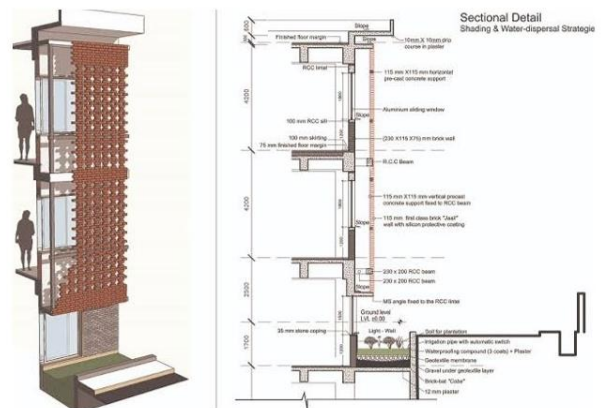 Sectional Detail
Shading & Water-dispersal Strategie
600
Slope
Finished floor margin
Slope
10mm X 10mm drip
course in plaster
RCC lintel
115 mm X115 mm horizontal
pre-cast concrete support
4200
Aluminium sliding window
100 mm RCC sill
Slope
100 mm skirting
75 mm finished floor margin
(230 X115 X75) mm brick wall
R.C.C Beam
4200
115 mm X115 mm vertical precast
concrete support fixed to RCC beam
115 mm first class brick "Jaali"
wall with silicon protective coating
Slope
230 x 200 RCC beam
230 x 200 RCC beam
Slope
MS angle fixed to the RCC lintel
Ground level
LVL ±0.00
35 mm stone coping
Light - Well
1700
Soil for plantation
Irrigation pipe with automatic switch
Waterproofing compound (3 coats) + Plaster
Geotextile membrane
Gravel under geotextile layer
Brick-bat "Coba"
12 mm plaster